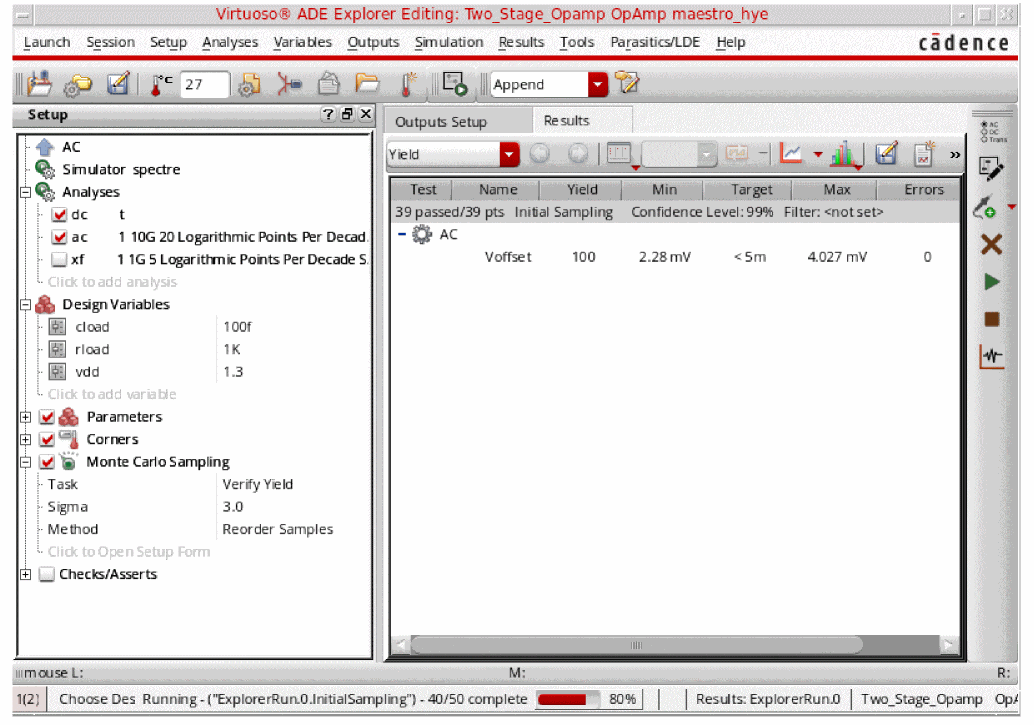 Virtuoso® ADE Explorer Editing: Two_Stage_Opamp OpAmp maestro_hye
Launch Session Setup Analyses Variables Outputs Simulation Results Tools Parasitics/LDE Help cādence
°C 27 Append
Setup
AC
Simulator spectre
Analyses
dc t
ac 1 10G 20 Logarithmic Points Per Decad
xf 1 1G 5 Logarithmic Points Per Decade S
Click to add analysis
Design Variables
cload 100f
rload 1K
vdd 1.3
Click to add variable
Parameters
Corners
Monte Carlo Sampling
Task Verify Yield
Sigma 3.0
Method Reorder Samples
Click to Open Setup Form
Checks/Asserts
Outputs Setup Results
Yield »
Test Name Yield Min Target Max Errors
39 passed/39 pts Initial Sampling Confidence Level: 99% Filter: <not set>
AC
Voffset 100 2.28 mV < 5m 4.027 mV 0
AC
DC
Trans
mouse L: M: R:
1(2) Choose Des Running - ("ExplorerRun.0.InitialSampling") - 40/50 complete 80% Results: ExplorerRun.0 Two_Stage_Opamp OpA